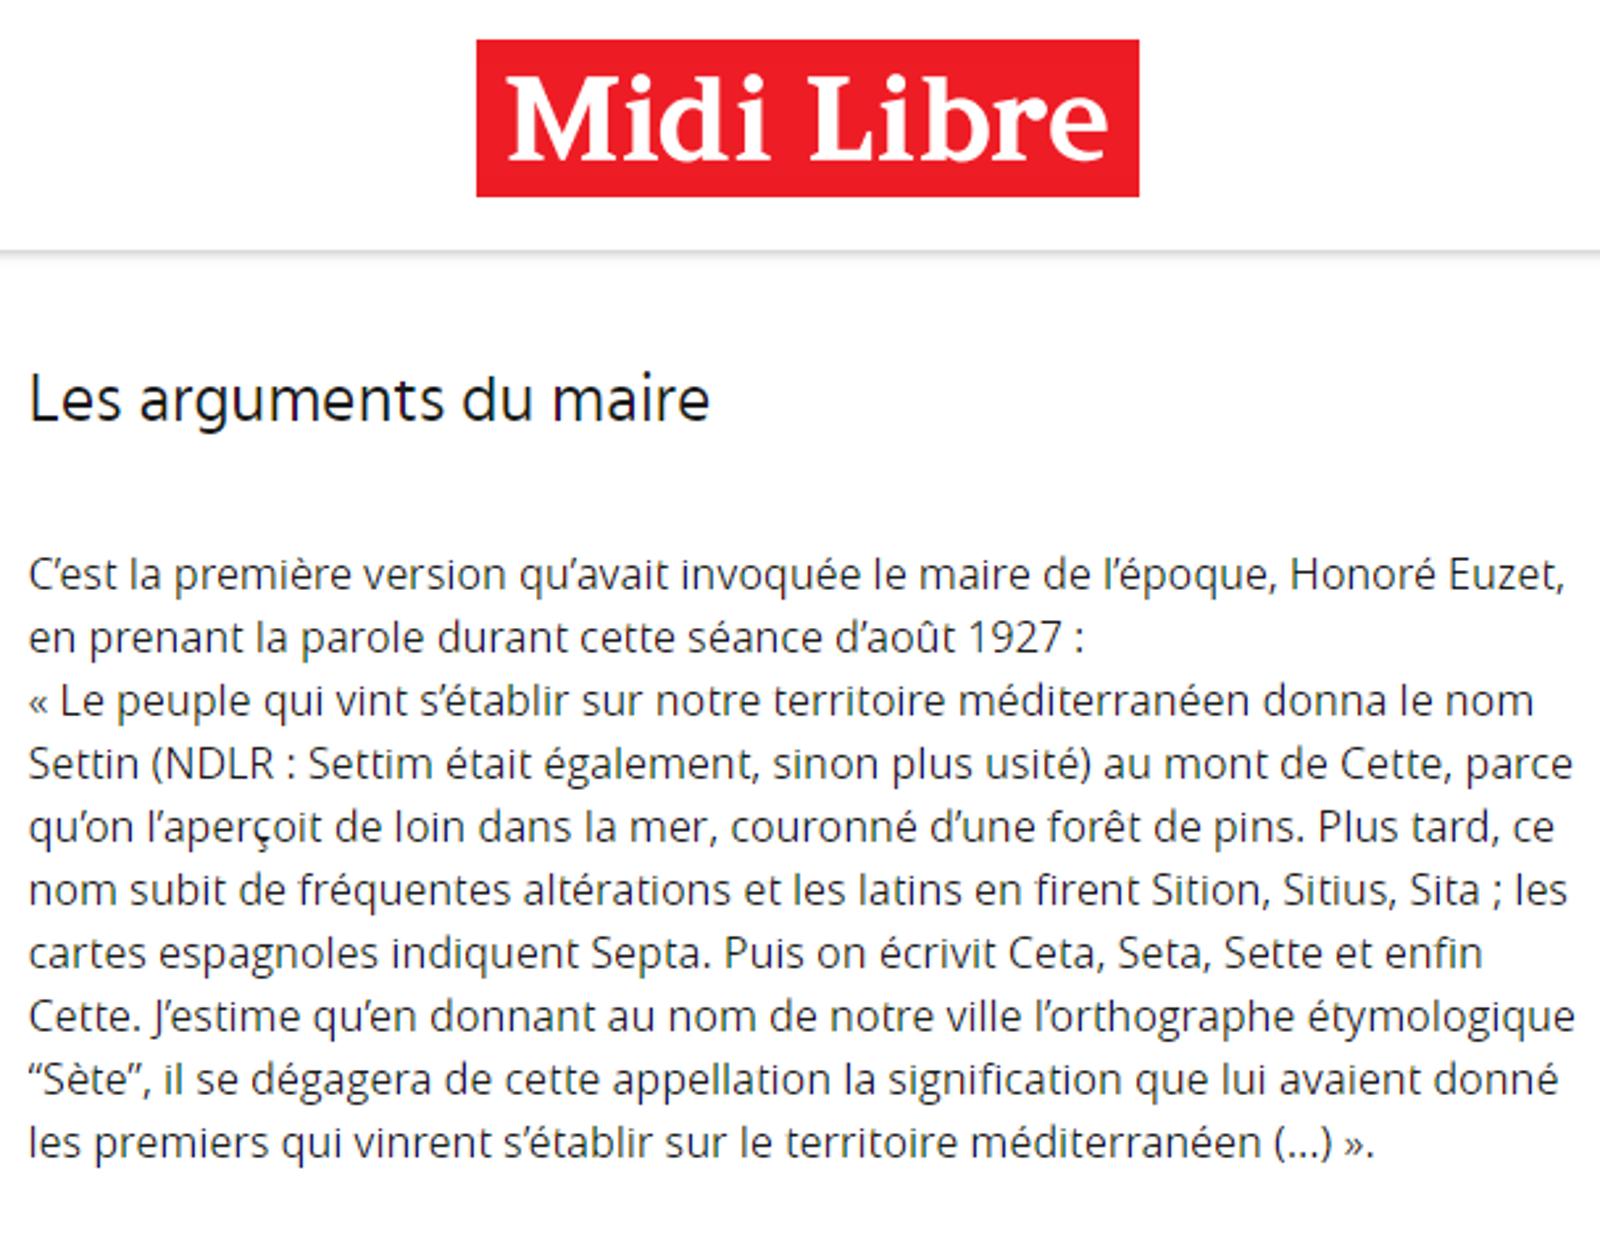 Midi Libre
Les arguments du maire
C’est la première version qu’avait invoquée le maire de l’époque, Honoré Euzet,
en prenant la parole durant cette séance d’août 1927 :
« Le peuple qui vint s’établir sur notre territoire méditerranéen donna le nom
Settin (NDLR : Settim était également, sinon plus usité) au mont de Cette, parce
qu’on l’aperçoit de loin dans la mer, couronné d’une forêt de pins. Plus tard, ce
nom subit de fréquentes altérations et les latins en firent Sition, Sitius, Sita ; les
cartes espagnoles indiquent Septa. Puis on écrivit Ceta, Seta, Sette et enfin
Cette. J’estime qu’en donnant au nom de notre ville l’orthographe étymologique
“Sète”, il se dégagera de cette appellation la signification que lui avaient donné
les premiers qui vinrent s’établir sur le territoire méditerranéen (...) ».